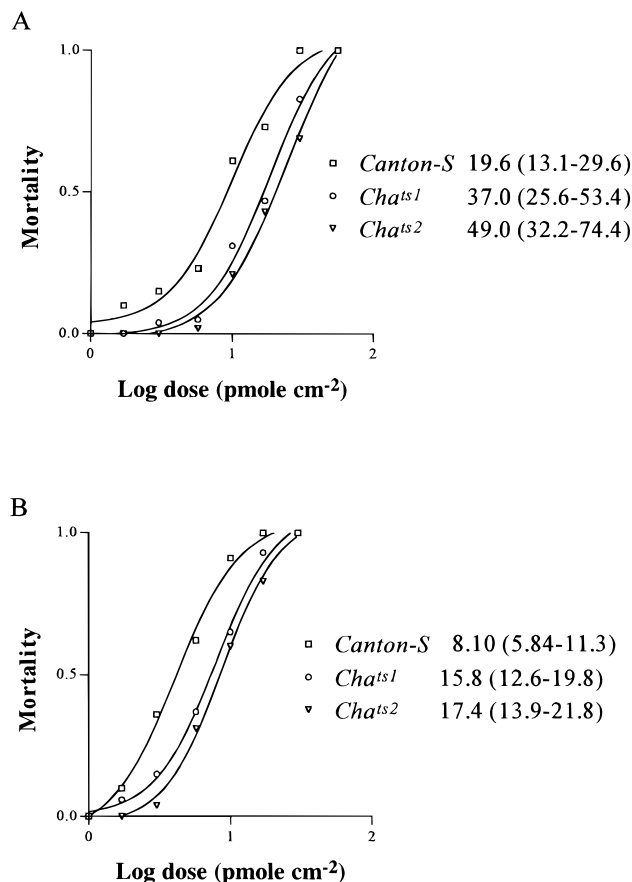 A
1.0
Mortality
0.5
0.0
0 1 2
Log dose (pmole cm-2)
Canton-S 19.6 (13.1-29.6)
Chats1 37.0 (25.6-53.4)
Chats2 49.0 (32.2-74.4)
B
1.0
Mortality
0.5
0.0
0 1 2
Log dose (pmole cm-2)
Canton-S 8.10 (5.84-11.3)
Chats1 15.8 (12.6-19.8)
Chats2 17.4 (13.9-21.8)